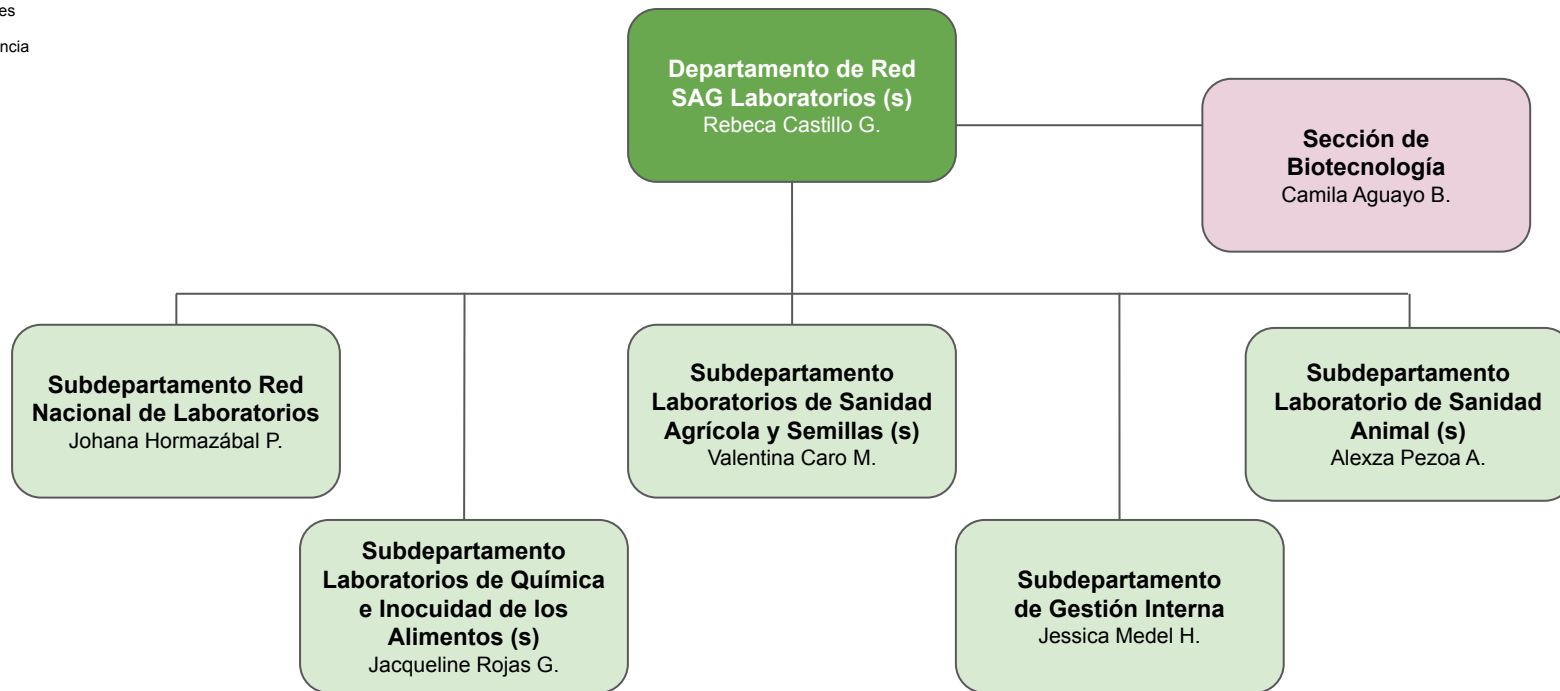 Departamento de Red
SAG Laboratorios (s)
Rebeca Castillo G.
Sección de
Biotecnología
Camila Aguayo B.
Subdepartamento Red
Nacional de Laboratorios
Johana Hormazábal P.
Subdepartamento
Laboratorios de Sanidad
Agrícola y Semillas (s)
Valentina Caro M.
Subdepartamento
Laboratorio de Sanidad
Animal (s)
Alexza Pezoa A.
Subdepartamento
Laboratorios de Química
e Inocuidad de los
Alimentos (s)
Jacqueline Rojas G.
Subdepartamento
de Gestión Interna
Jessica Medel H.